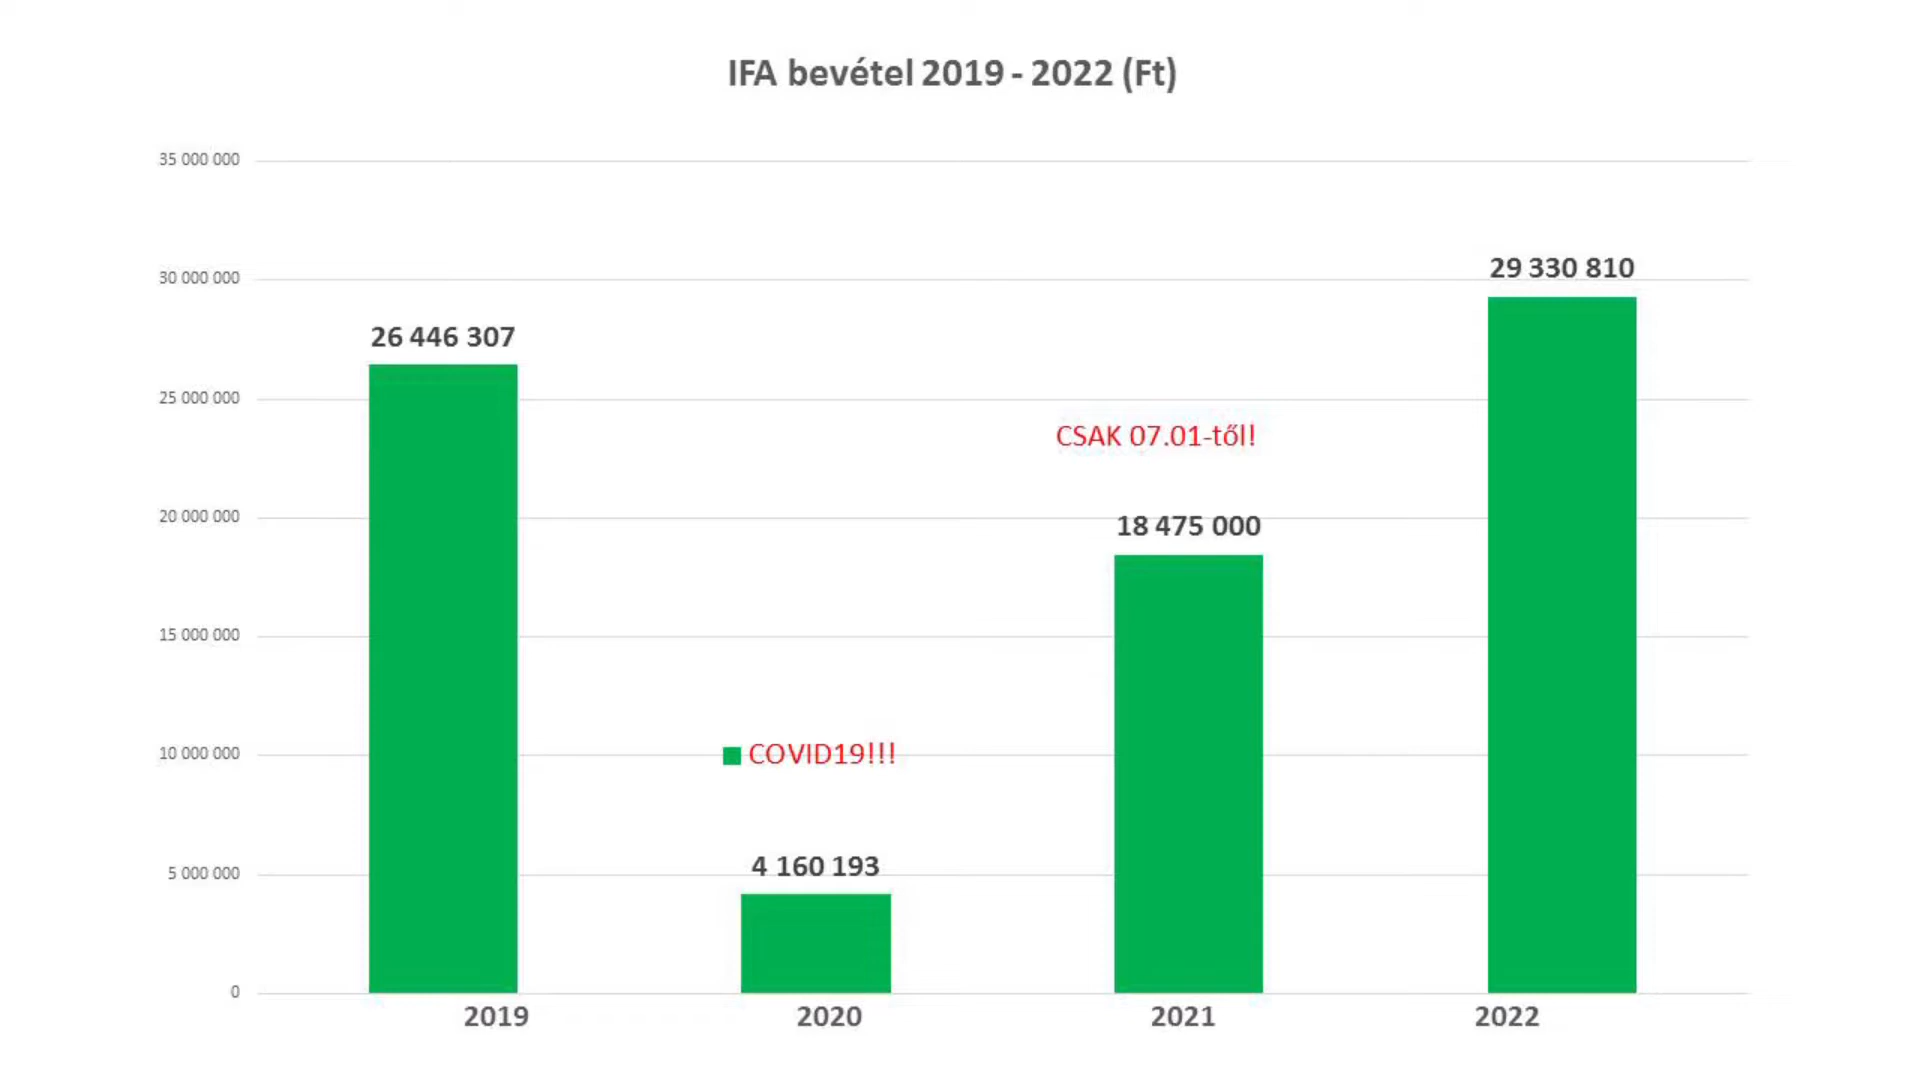 IFA bevétel 2019 - 2022 (Ft)
35 000 000
30 000 000
25 000 000
20 000 000
15 000 000
10 000 000
5 000 000
0
26 446 307
4 160 193
18 475 000
29 330 810
CSAK 07.01-től!
COVID19!!!
2019
2020
2021
2022